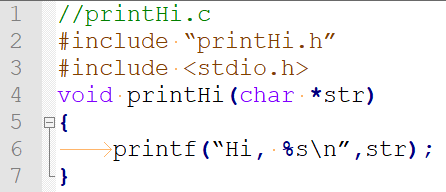 1 //printHi.c
2 #include “printHi.h”
3 #include <stdio.h>
4 void printHi(char *str)
5 {
6 printf(“Hi, %s\n”,str);
7 }